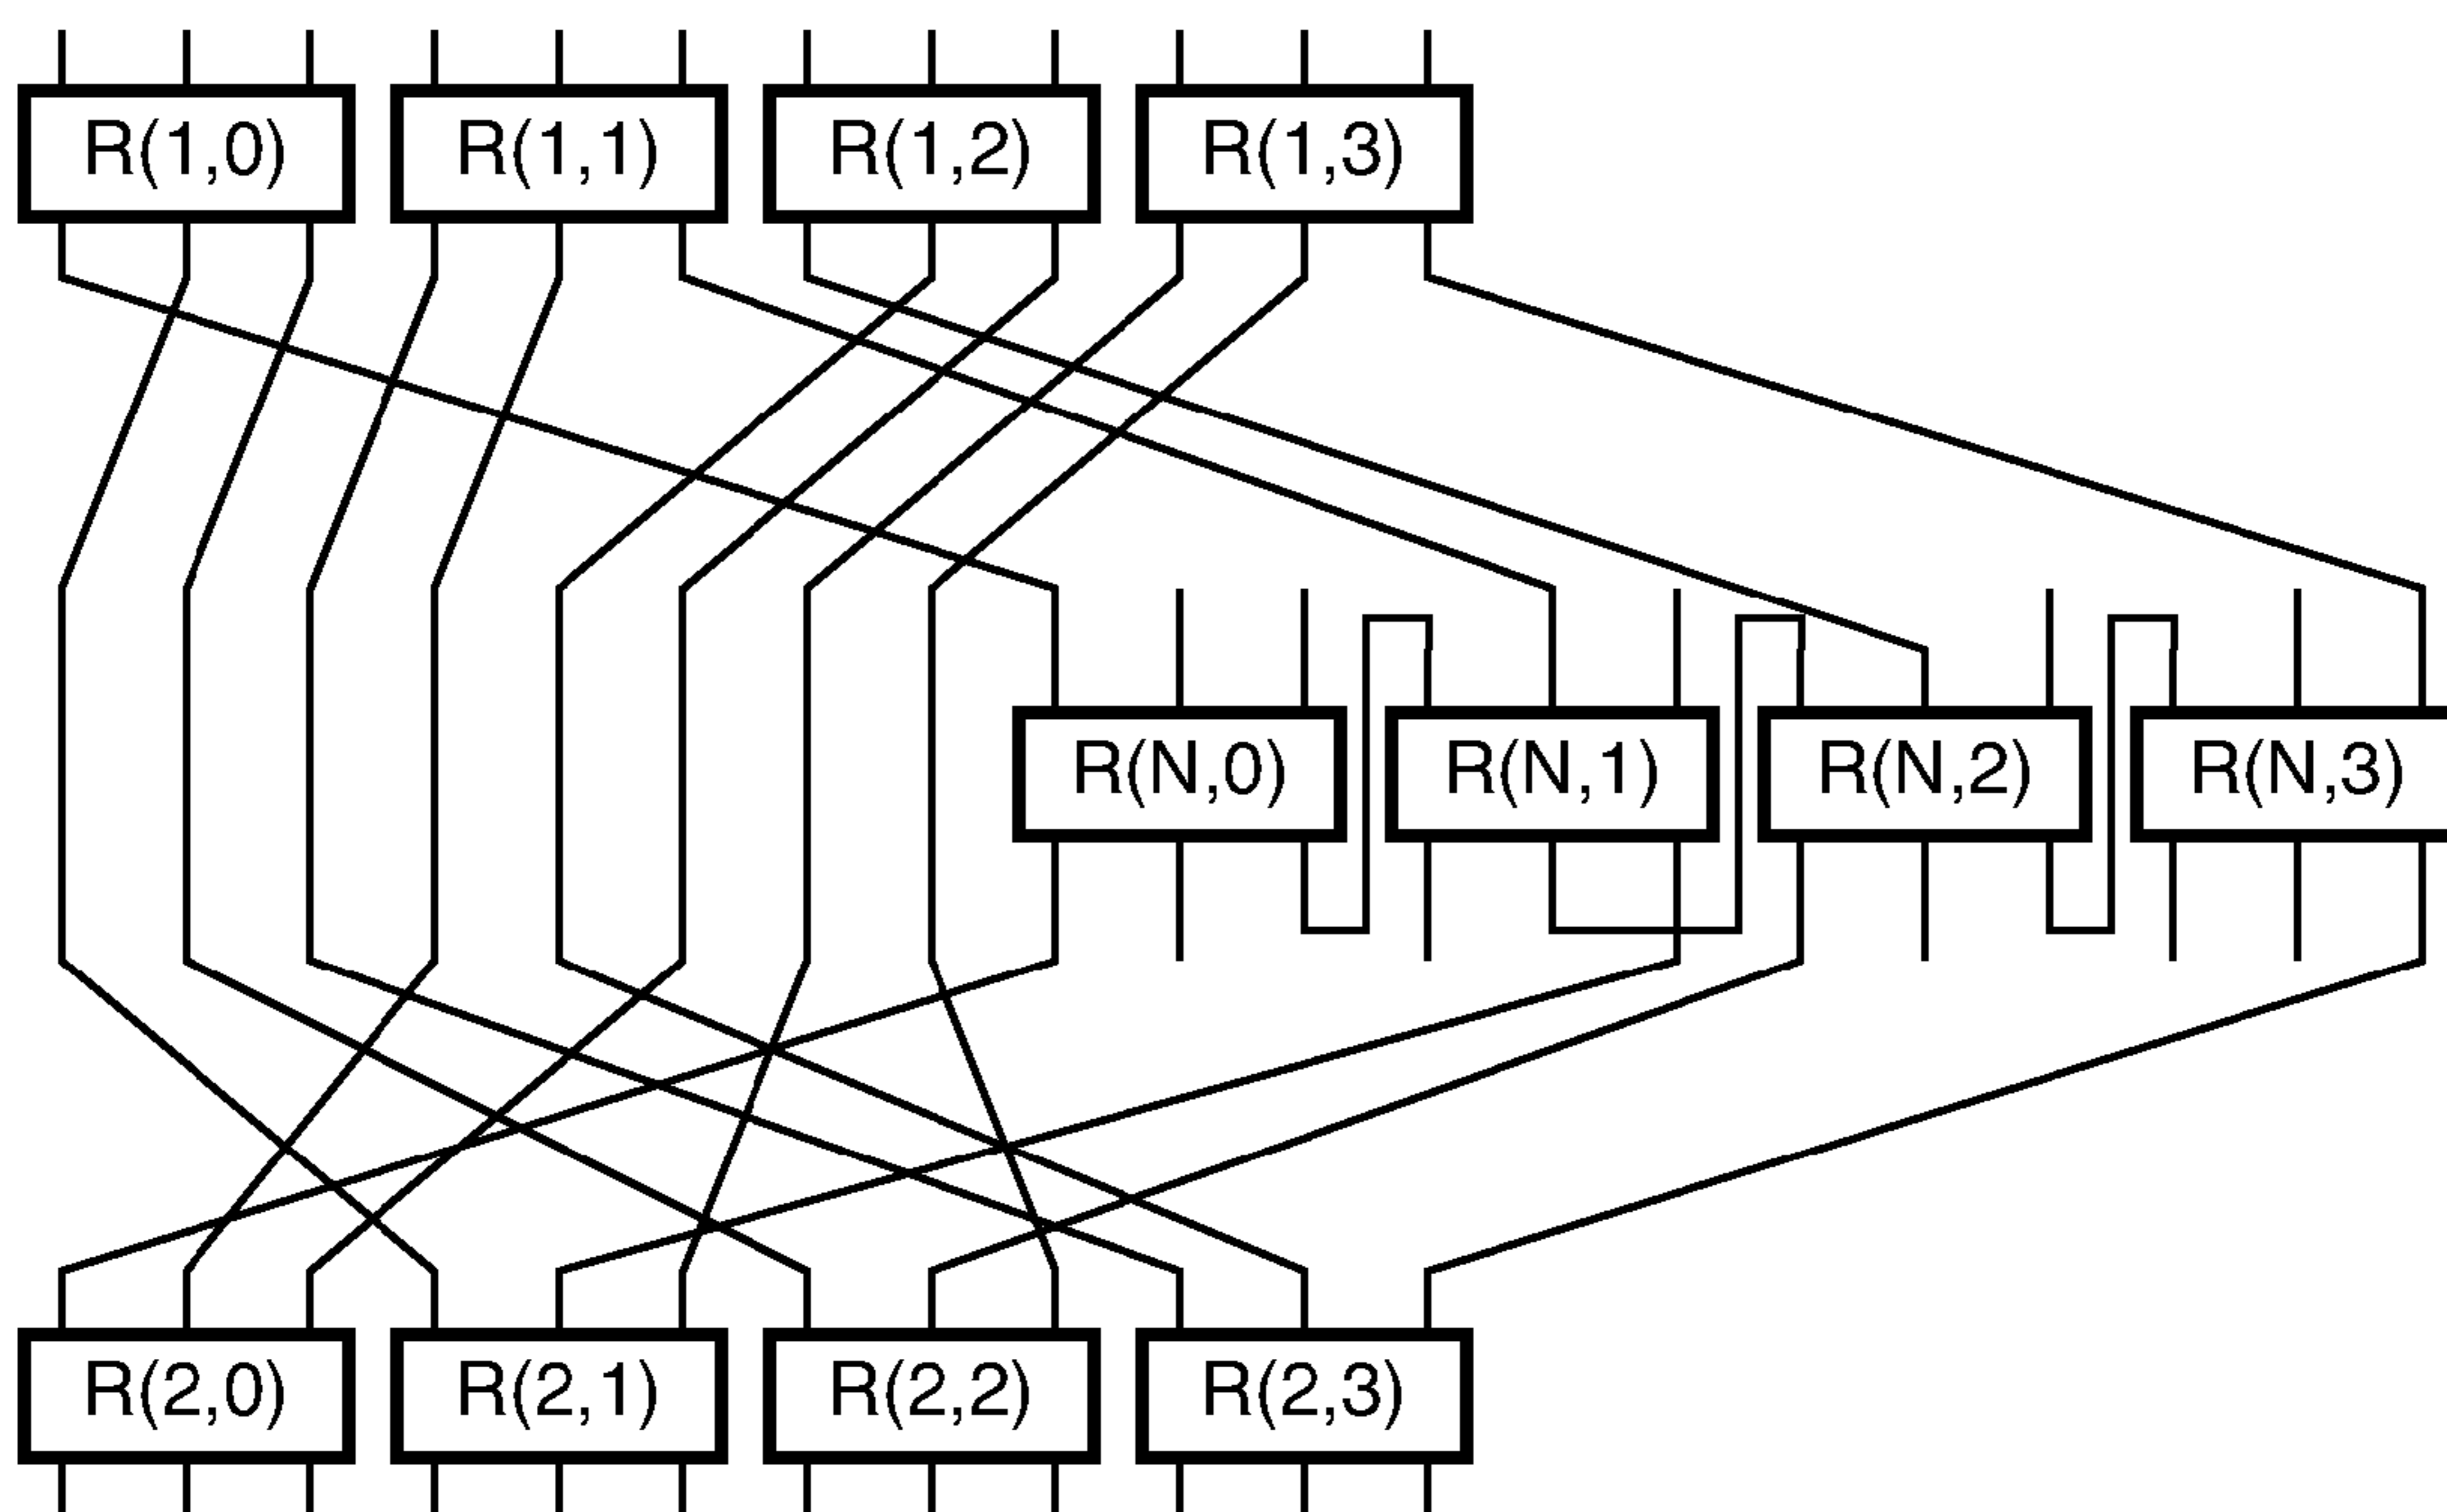 R(1,0) R(1,1) R(1,2) R(1,3)
R(N,0) R(N,1) R(N,2) R(N,3)
R(2,0) R(2,1) R(2,2) R(2,3)